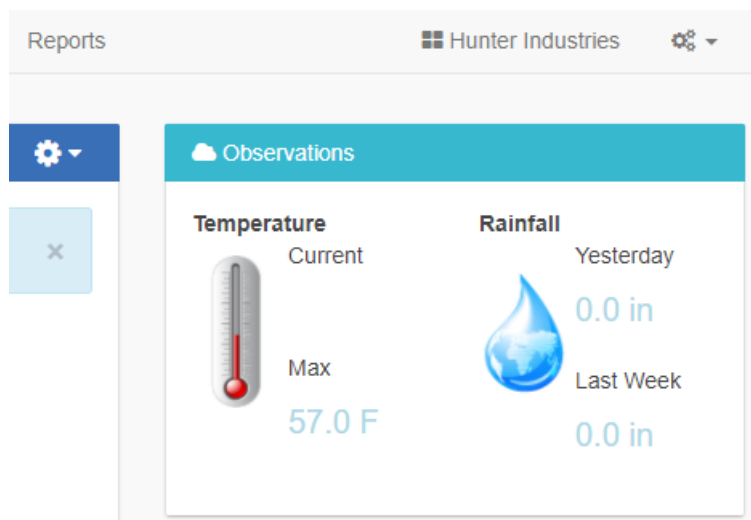 Reports
Hunter Industries
Observations
Temperature
Current
Max
57.0 F
Rainfall
Yesterday
0.0 in
Last Week
0.0 in